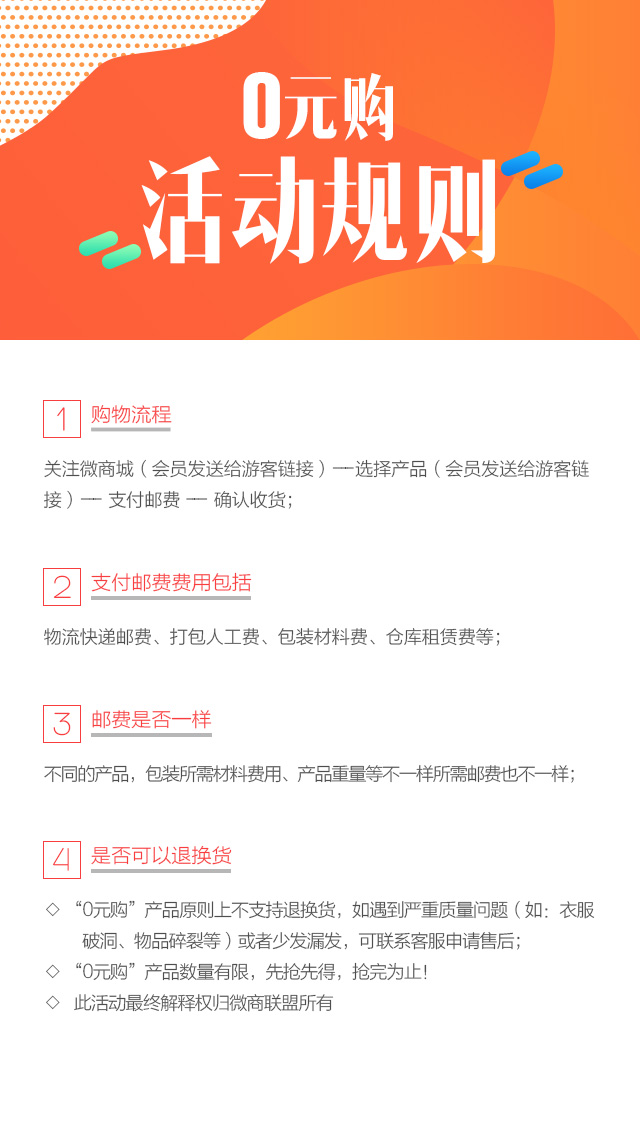 0元购
活动规则
1 购物流程
关注微商城（会员发送给游客链接）—选择产品（会员发送给游客链
接）— 支付邮费 — 确认收货；
2 支付邮费费用包括
物流快递邮费、打包人工费、包装材料费、仓库租赁费等；
3 邮费是否一样
不同的产品，包装所需材料费用、产品重量等不一样所需邮费也不一样；
4 是否可以退换货
◇ “0元购”产品原则上不支持退换货，如遇到严重质量问题（如：衣服
破洞、物品碎裂等）或者少发漏发，可联系客服申请售后；
◇ “0元购”产品数量有限，先抢先得，抢完为止！
◇ 此活动最终解释权归微商联盟所有